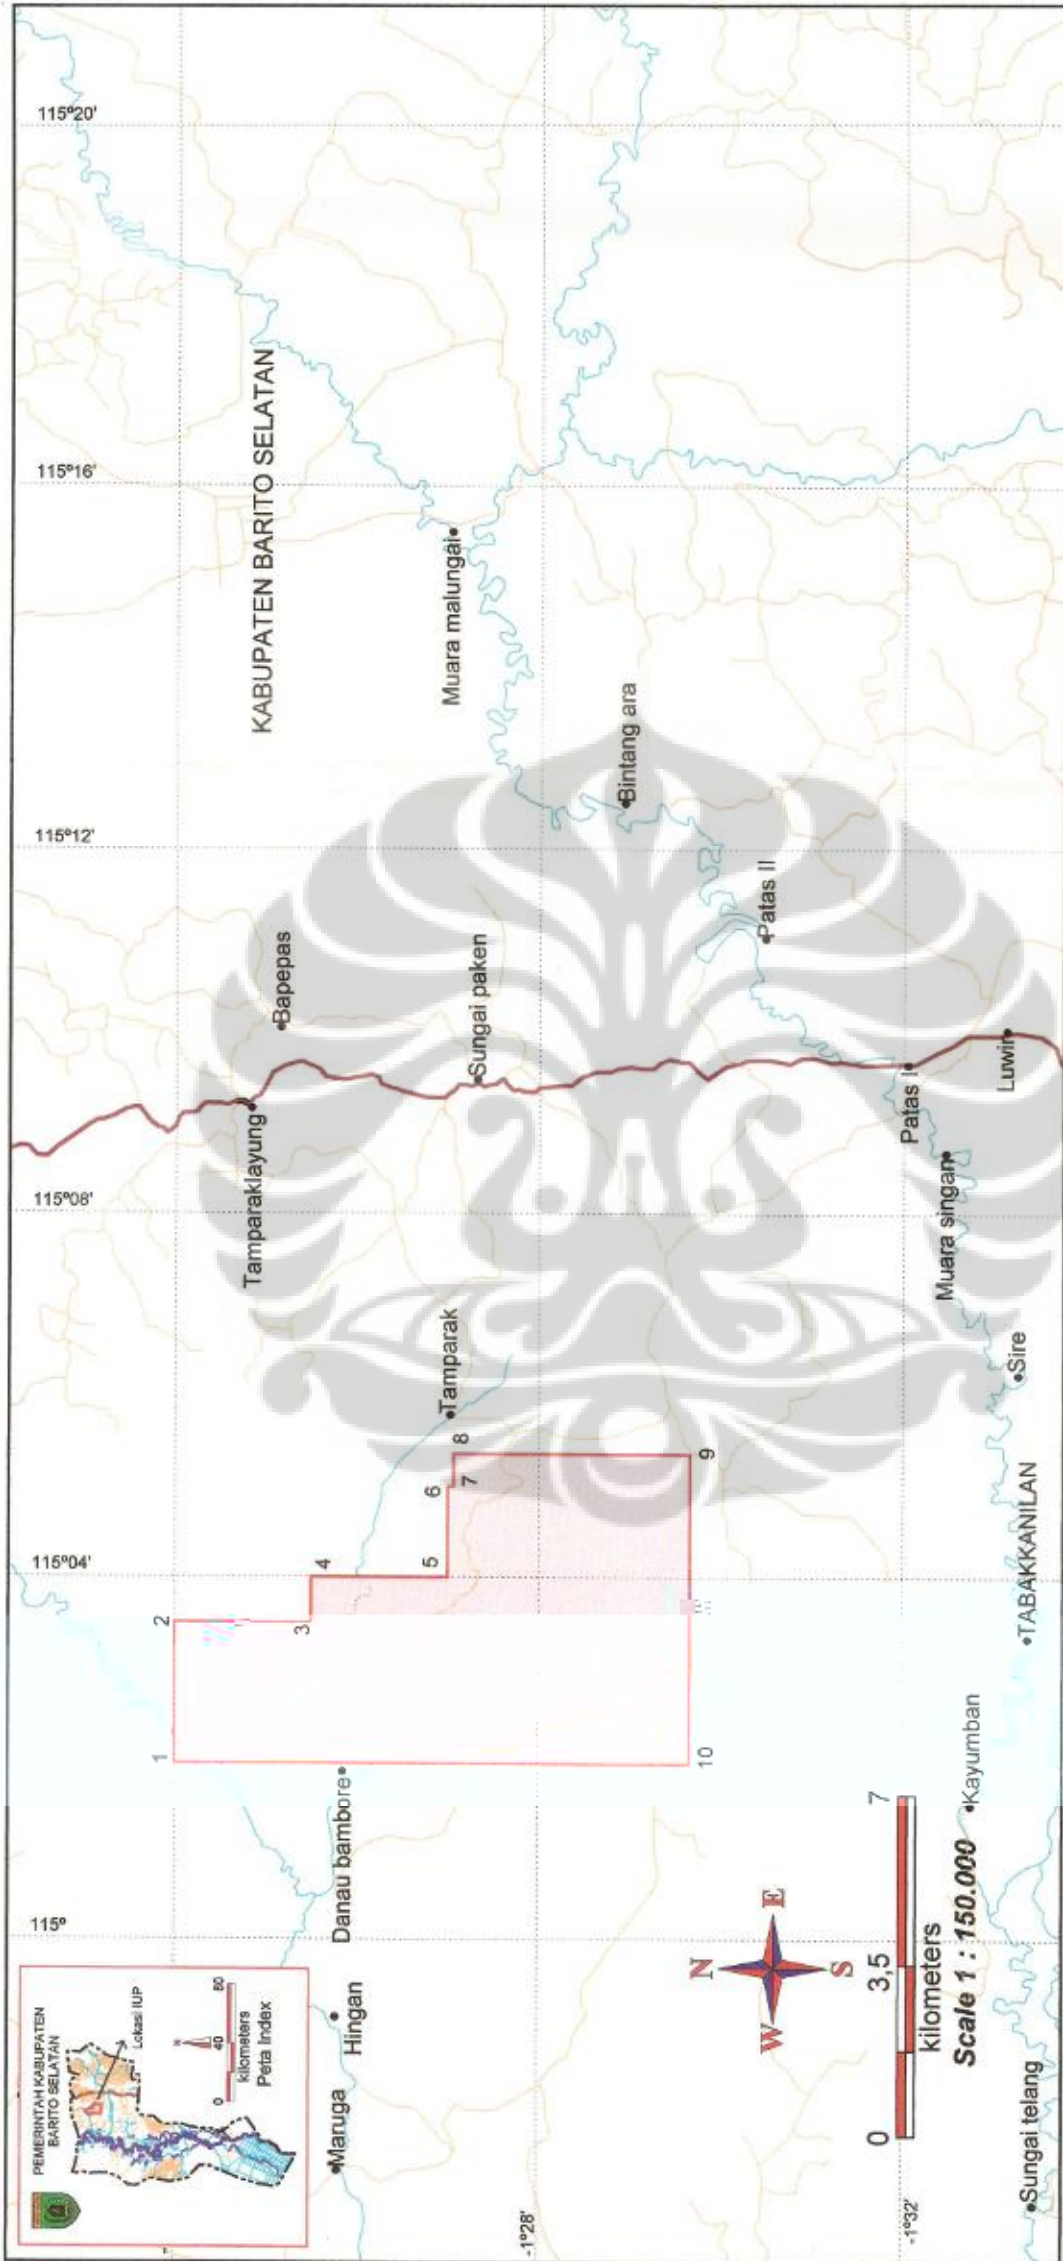 PEMERINTAH KABUPATEN
BARITO SELATAN
Lokasi IUP
N
0 40 80
kilometers
Peta Index
115°
115°04'
115°08'
115°12'
115°16'
115°20'
-1°28'
-1°32'
KABUPATEN BARITO SELATAN
Tamparaklayung
Bapepas
Maruga
Hingan
Danau bambore
Tamparak
Sungai paken
Muara malungai
Bintang ara
Patas II
Patas I
Muara singan
Luwir
Sire
TABAKKANILAN
Kayumban
Sungai telang
1
2
3
4
5
6
7
8
9
10
N
W E
S
0 3,5 7
kilometers
Scale 1 : 150.000